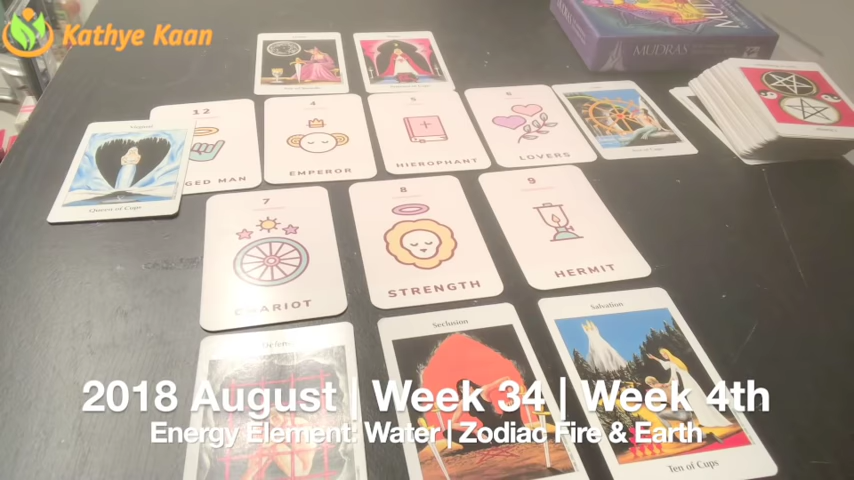 Kathye Kaan
MUDRAS
12
GED MAN
4
EMPEROR
5
HIEROPHANT
6
LOVERS
Queen of Cups
7
CHARIOT
8
STRENGTH
9
HERMIT
Seclusion
Salvation
Ten of Cups
2018 August | Week 34 | Week 4th
Energy Element: Water | Zodiac Fire & Earth